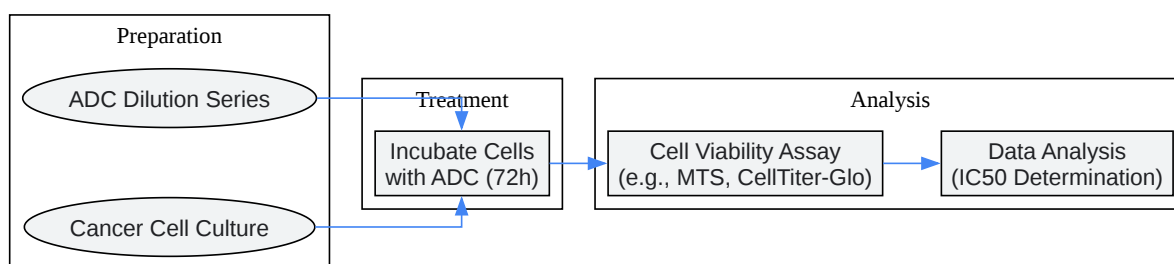 Preparation
ADC Dilution Series
Cancer Cell Culture
Treatment
Incubate Cells
with ADC (72h)
Analysis
Cell Viability Assay
(e.g., MTS, CellTiter-Glo)
Data Analysis
(IC50 Determination)